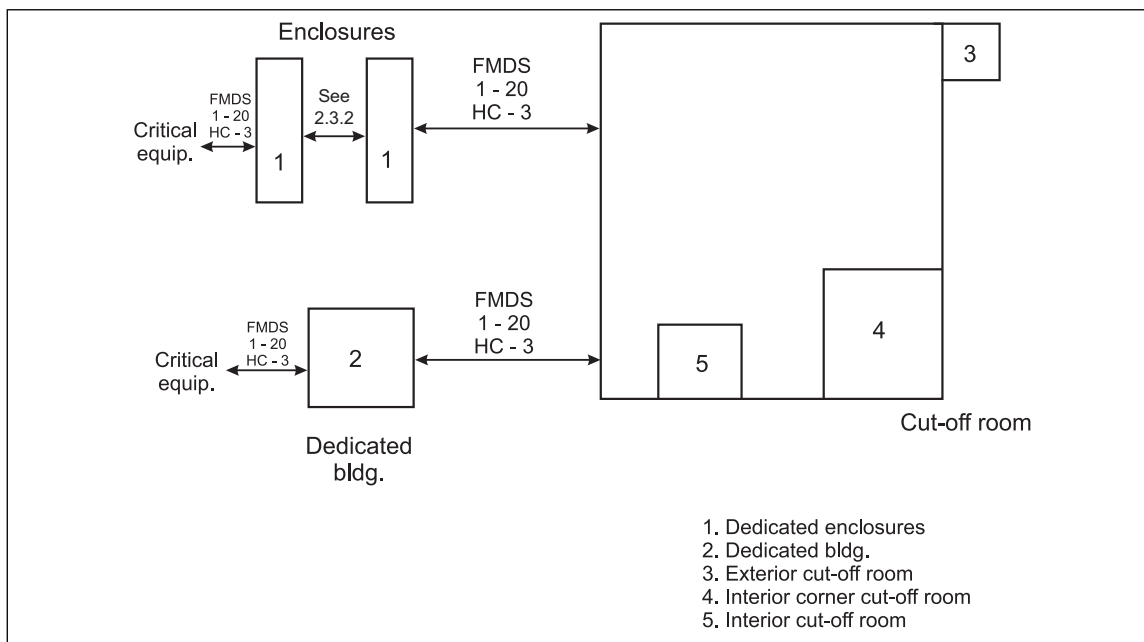 Enclosures
FMDS
1 - 20
HC - 3
Critical
equip.
1
See
2.3.2
1
FMDS
1 - 20
HC - 3
3
FMDS
1 - 20
HC - 3
Critical
equip.
2
Dedicated
bldg.
FMDS
1 - 20
HC - 3
5
4
Cut-off room
1. Dedicated enclosures
2. Dedicated bldg.
3. Exterior cut-off room
4. Interior corner cut-off room
5. Interior cut-off room